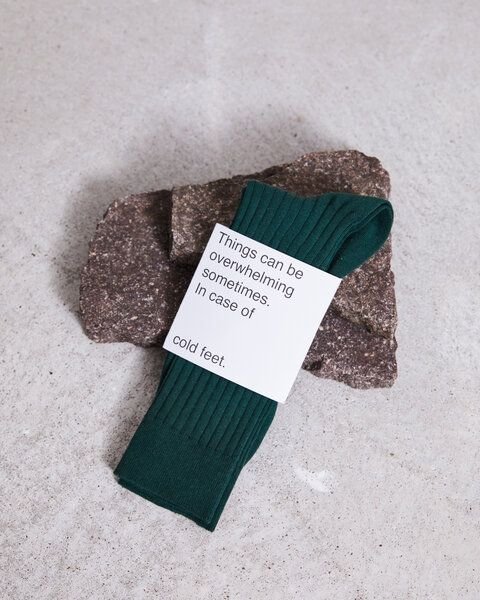 Things can be
overwhelming
sometimes.
In case of
cold feet.